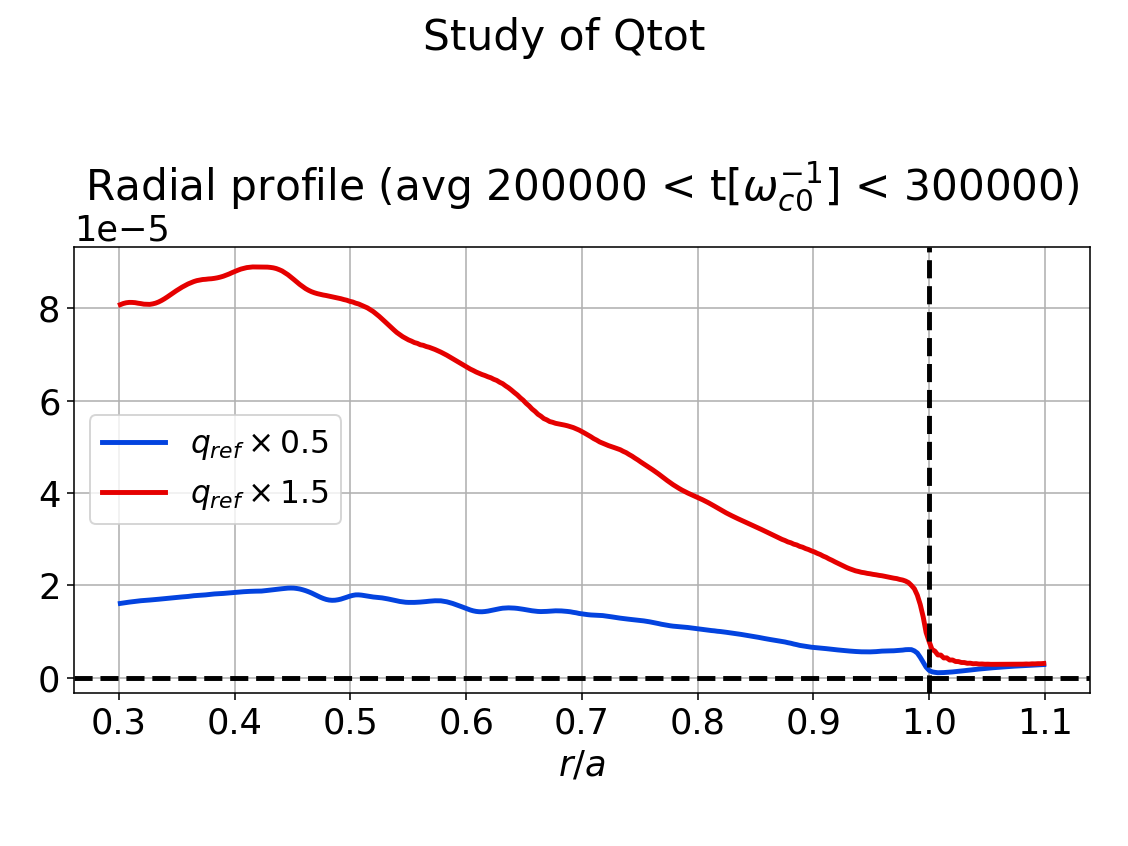 Study of Qtot
Radial profile (avg 200000 < t[ω_{c0}^{−1}] < 300000)
1e−5
8
6
4
2
0
q_{ref} × 0.5
q_{ref} × 1.5
0.3 0.4 0.5 0.6 0.7 0.8 0.9 1.0 1.1
r/a